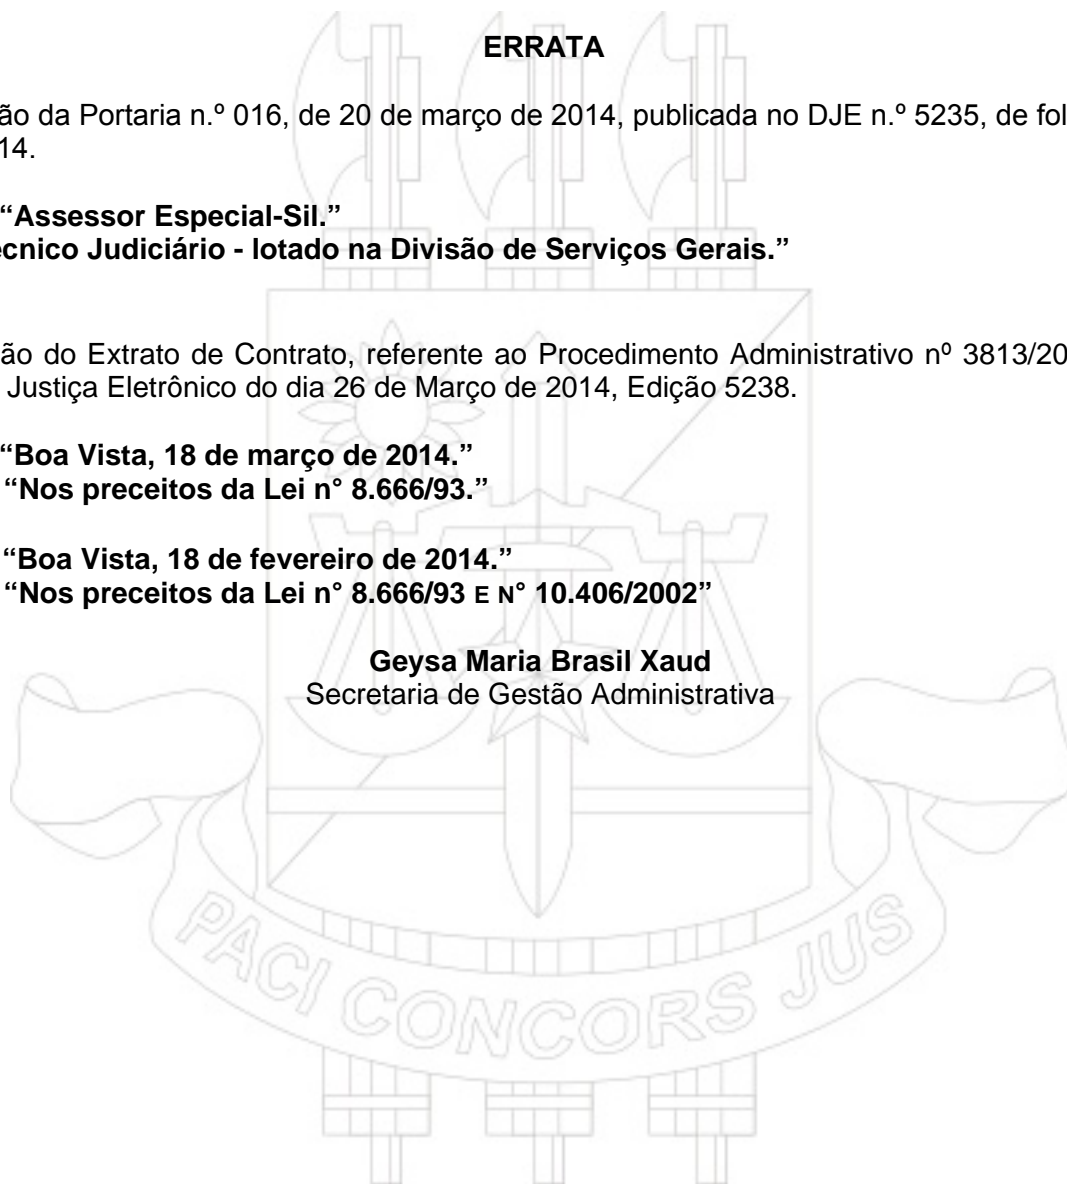 ERRATA
ão da Portaria n.º 016, de 20 de março de 2014, publicada no DJE n.º 5235, de fol
14.
“Assessor Especial-Sil.”
écnico Judiciário - lotado na Divisão de Serviços Gerais.”
ão do Extrato de Contrato, referente ao Procedimento Administrativo nº 3813/20
Justiça Eletrônico do dia 26 de Março de 2014, Edição 5238.
“Boa Vista, 18 de março de 2014.”
“Nos preceitos da Lei n° 8.666/93.”
“Boa Vista, 18 de fevereiro de 2014.”
“Nos preceitos da Lei n° 8.666/93 E N° 10.406/2002”
Geysa Maria Brasil Xaud
Secretaria de Gestão Administrativa
PACI CONCORS JUS